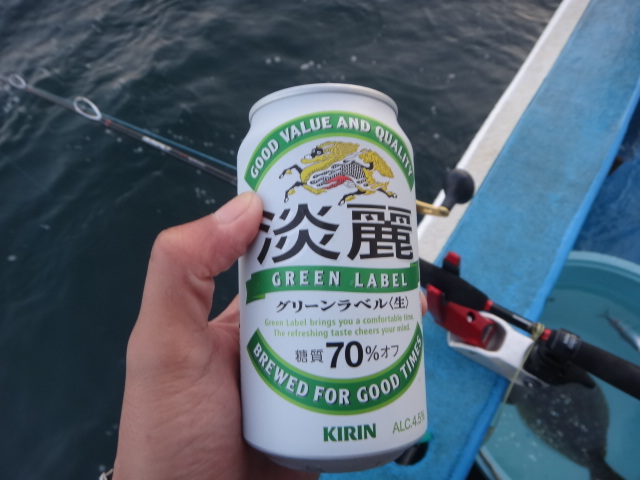 GOOD VALUE AND QUALITY
淡麗
GREEN LABEL
グリーンラベル〈生〉
Green Label brings you a comfortable time.
The refreshing taste cheers your mind.
糖質70%オフ
BREWED FOR GOOD TIMES
KIRIN
ALC.4.5%